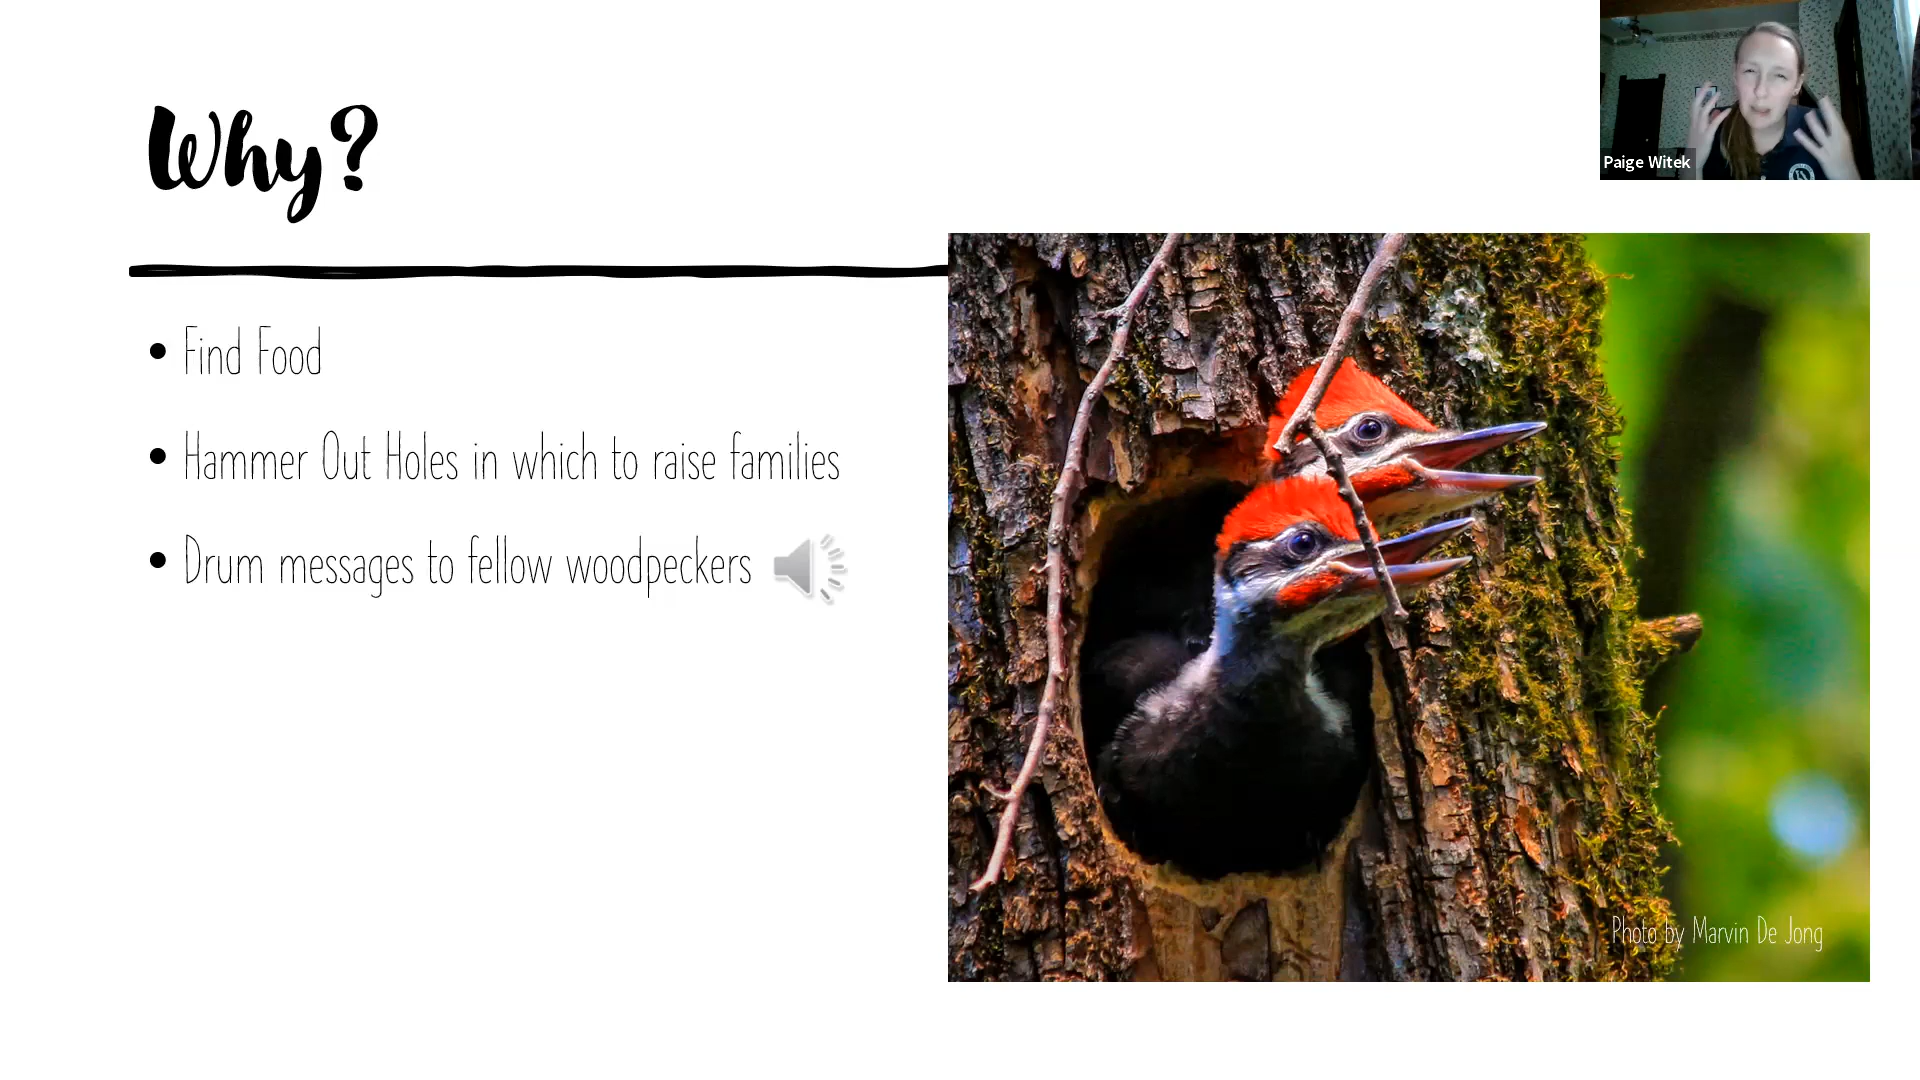 Why?
Paige Witek
• Find Food
• Hammer Out Holes in which to raise families
• Drum messages to fellow woodpeckers
Photo by Marvin De Jong